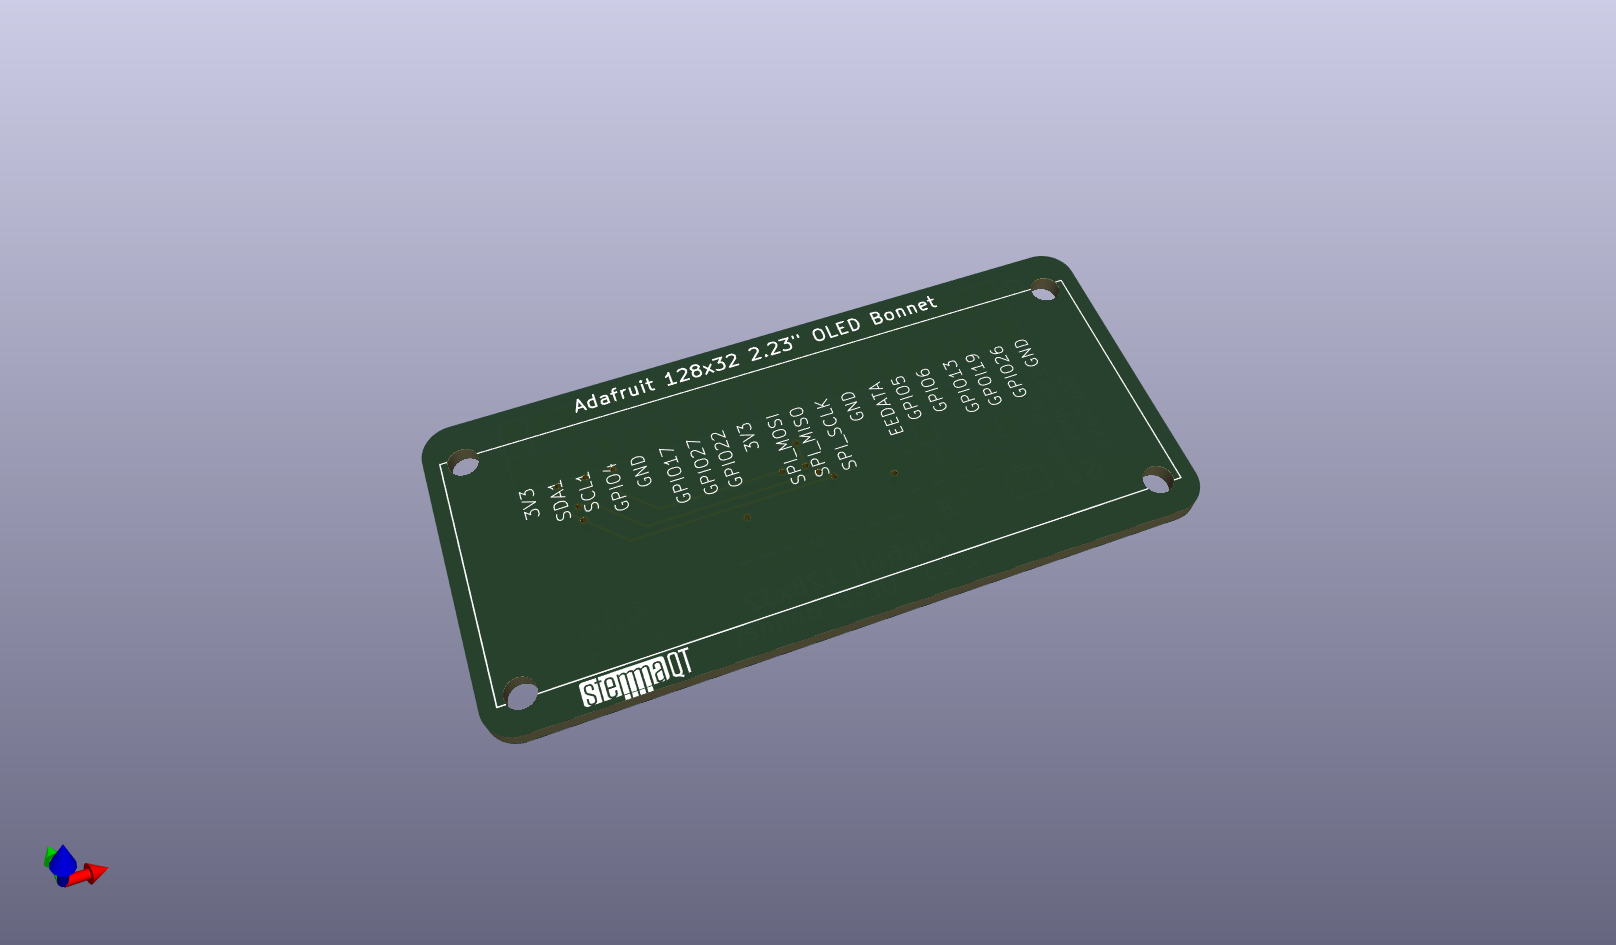 Adafruit 128x32 2.23" OLED Bonnet
3V3
SDA1
SCL1
GPIO4
GND
GPIO17
GPIO27
GPIO22
3V3
SPI_MOSI
SPI_MISO
SPI_SCLK
GND
EEDATA
GPIO5
GPIO6
GPIO13
GPIO19
GPIO26
GND
stemmaQT